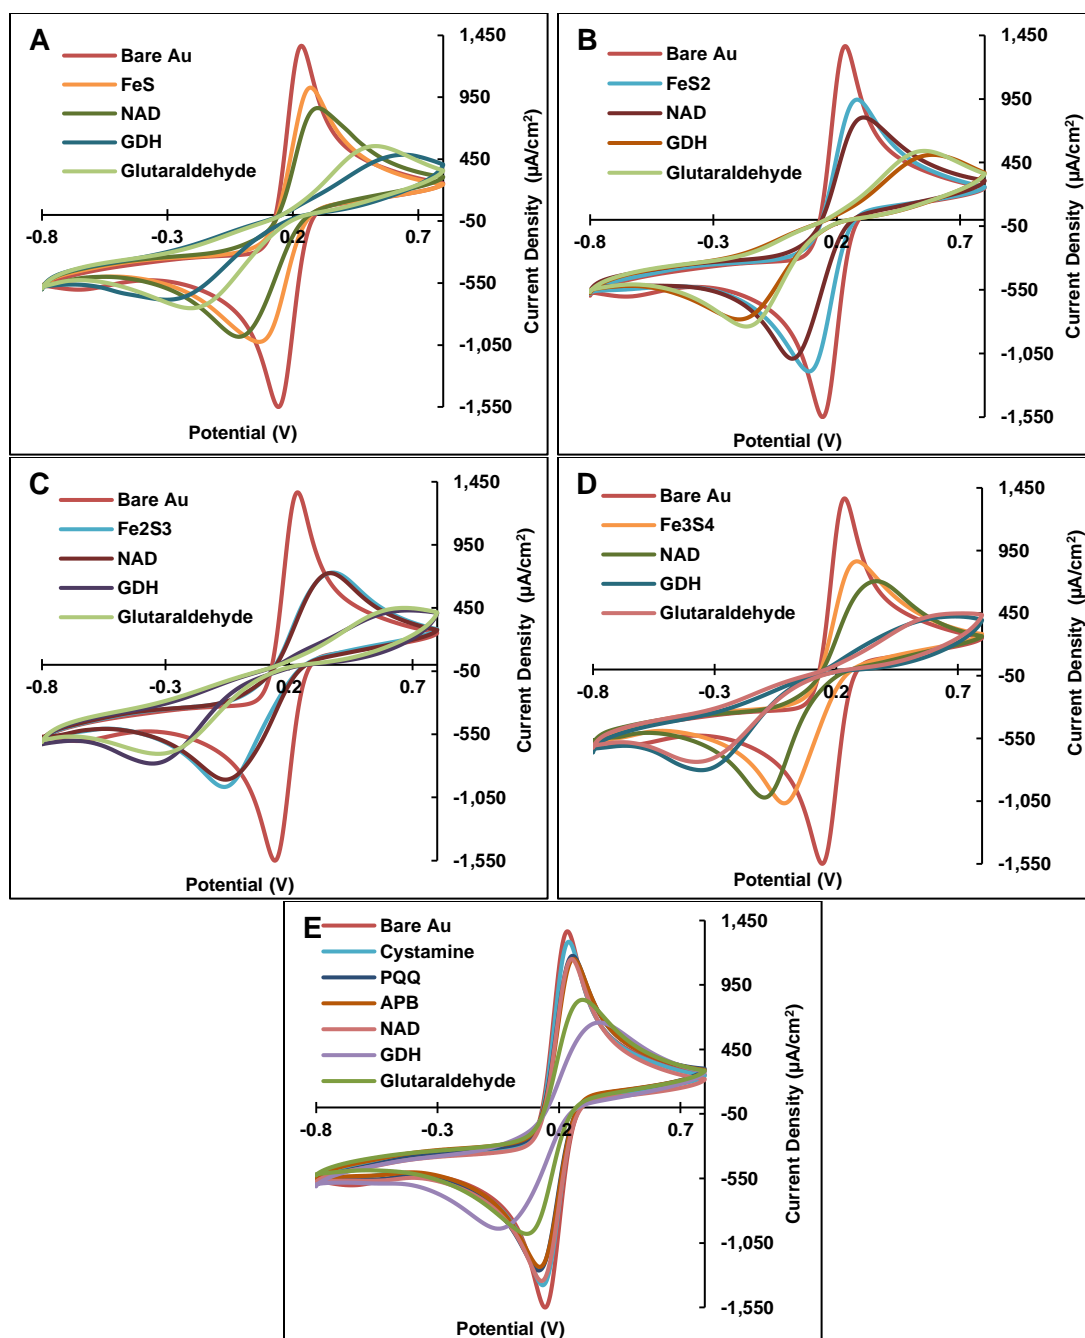 A
Bare Au
FeS
NAD
GDH
Glutaraldehyde
1,450
950
450
-50
-550
-1,050
-1,550
-0.8
-0.3
0.2
0.7
Current Density (µA/cm²)
Potential (V)
B
Bare Au
FeS2
NAD
GDH
Glutaraldehyde
1,450
950
450
-50
-550
-1,050
-1,550
-0.8
-0.3
0.2
0.7
Current Density (µA/cm²)
Potential (V)
C
Bare Au
Fe2S3
NAD
GDH
Glutaraldehyde
1,450
950
450
-50
-550
-1,050
-1,550
-0.8
-0.3
0.2
0.7
Current Density (µA/cm²)
Potential (V)
D
Bare Au
Fe3S4
NAD
GDH
Glutaraldehyde
1,450
950
450
-50
-550
-1,050
-1,550
-0.8
-0.3
0.2
0.7
Current Density (µA/cm²)
Potential (V)
E
Bare Au
Cystamine
PQQ
APB
NAD
GDH
Glutaraldehyde
1,450
950
450
-50
-550
-1,050
-1,550
-0.8
-0.3
0.2
0.7
Current Density (µA/cm²)
Potential (V)